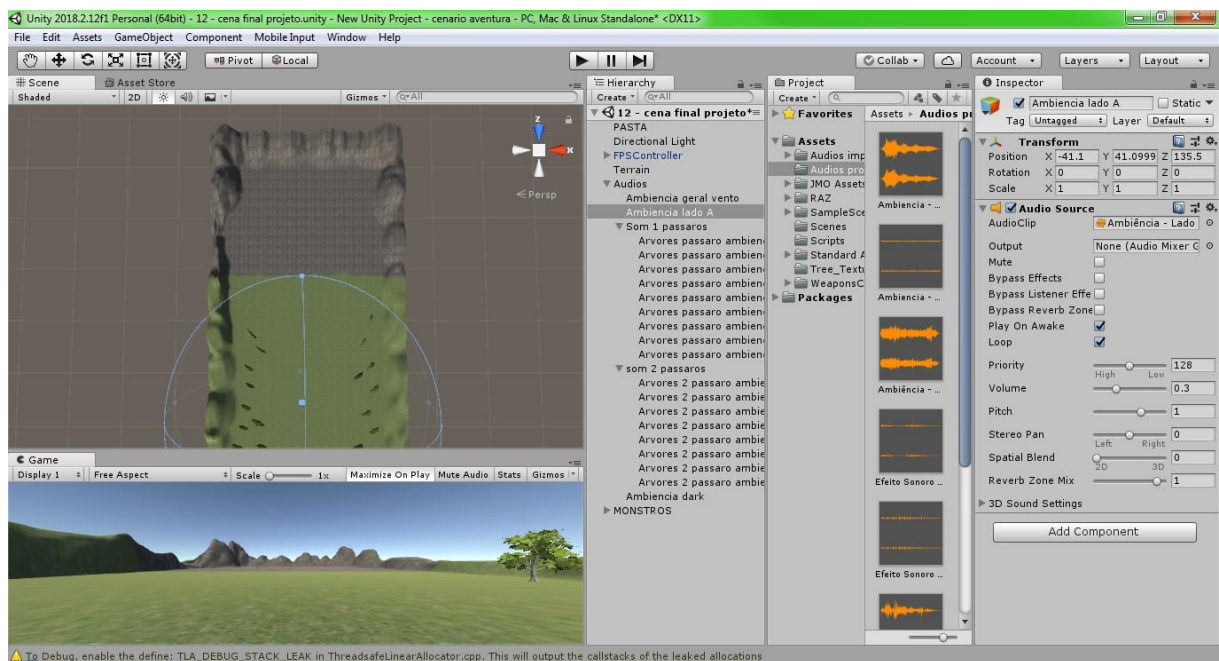 Unity 2018.2.12f1 Personal (64bit) - 12 - cena final projeto.unity - New Unity Project - cenario aventura - PC, Mac & Linux Standalone* <DX11>
File Edit Assets GameObject Component Mobile Input Window Help
Pivot Local Collab Account Layers Layout
Scene Asset Store
Shaded 2D Gizmos All
z
x
Persp
Game
Display 1 Free Aspect Scale 1x Maximize On Play Mute Audio Stats Gizmos
Hierarchy
Create All
12 - cena final projeto*
PASTA
Directional Light
FPSController
Terrain
Audios
Ambiencia geral vento
Ambiencia lado A
Som 1 passaros
Arvores passaro ambien
Arvores passaro ambien
Arvores passaro ambien
Arvores passaro ambien
Arvores passaro ambien
Arvores passaro ambien
Arvores passaro ambien
Arvores passaro ambien
Arvores passaro ambien
som 2 passaros
Arvores 2 passaro ambie
Arvores 2 passaro ambie
Arvores 2 passaro ambie
Arvores 2 passaro ambie
Arvores 2 passaro ambie
Arvores 2 passaro ambie
Arvores 2 passaro ambie
Arvores 2 passaro ambie
Ambiencia dark
MONSTROS
Project
Create
Favorites
Assets
Audios imp
Audios pro
JMO Assets
RAZ
SampleSce
Scenes
Scripts
Standard A
Tree_Textu
WeaponsC
Packages
Assets Audios pr
Ambiencia - ...
Ambiencia - ...
Ambiência - ...
Efeito Sonoro ...
Efeito Sonoro ...
Inspector
Ambiencia lado A Static
Tag Untagged Layer Default
Transform
Position X -41.1 Y 41.0999 Z 135.5
Rotation X 0 Y 0 Z 0
Scale X 1 Y 1 Z 1
Audio Source
AudioClip Ambiência - Lado
Output None (Audio Mixer G
Mute
Bypass Effects
Bypass Listener Effe
Bypass Reverb Zone
Play On Awake
Loop
Priority 128
High Low
Volume 0.3
Pitch 1
Stereo Pan 0
Left Right
Spatial Blend 0
2D 3D
Reverb Zone Mix 1
3D Sound Settings
Add Component
To Debug, enable the define: TLA_DEBUG_STACK_LEAK in ThreadsafeLinearAllocator.cpp. This will output the callstacks of the leaked allocations